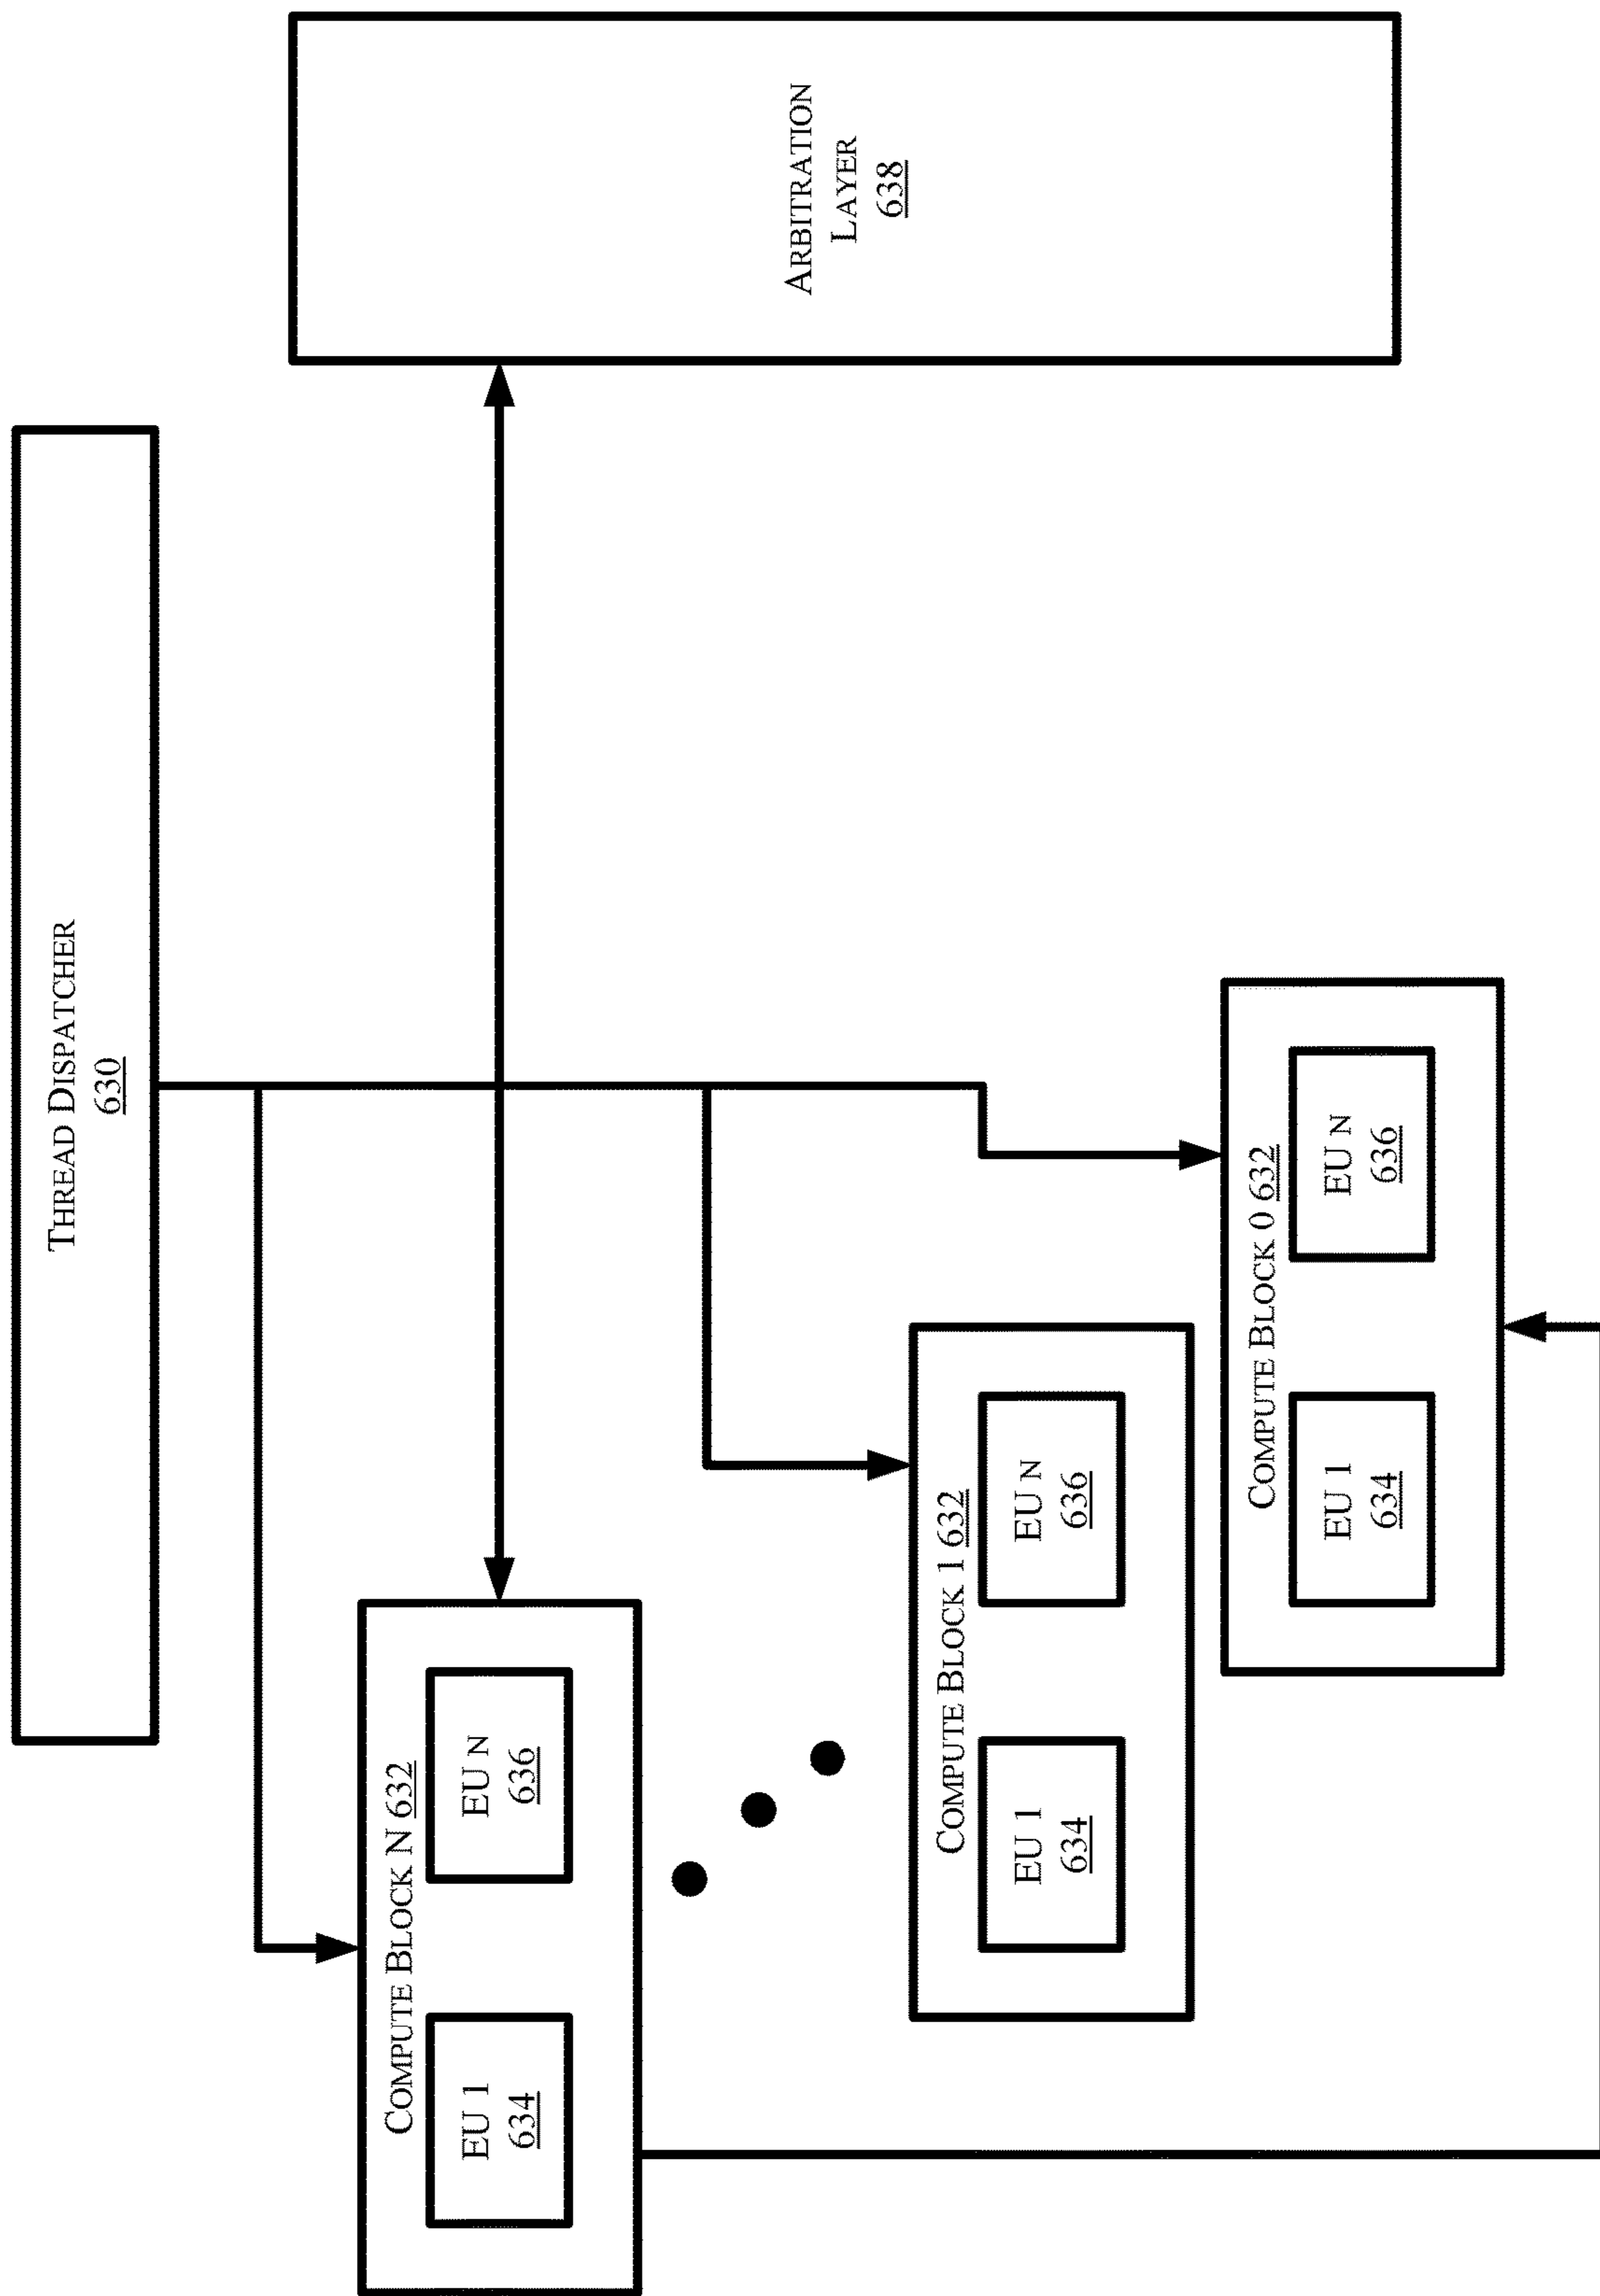 THREAD DISPATCHER
630
COMPUTE BLOCK N 632
EU 1
634
EU N
636
ARBITRATION
LAYER
638
COMPUTE BLOCK 1 632
EU 1
634
EU N
636
COMPUTE BLOCK 0 632
EU 1
634
EU N
636